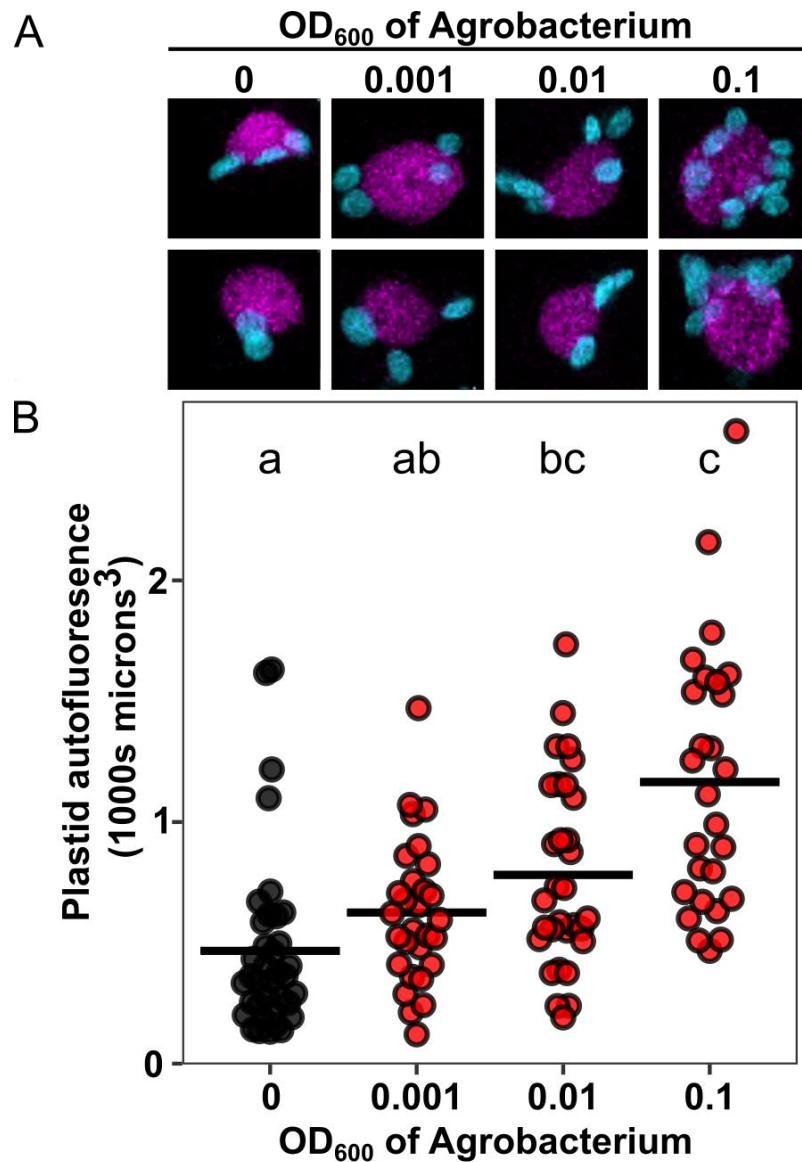 A
OD600 of Agrobacterium
0 0.001 0.01 0.1
B
a ab bc c
Plastid autofluoresence
(1000s microns3)
2
1
0
0 0.001 0.01 0.1
OD600 of Agrobacterium